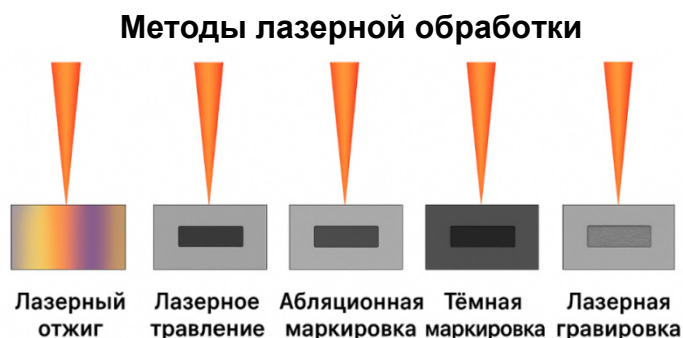 Методы лазерной обработки
Лазерный
отжиг
Лазерное
травление
Абляционная
маркировка
Тёмная
маркировка
Лазерная
гравировка